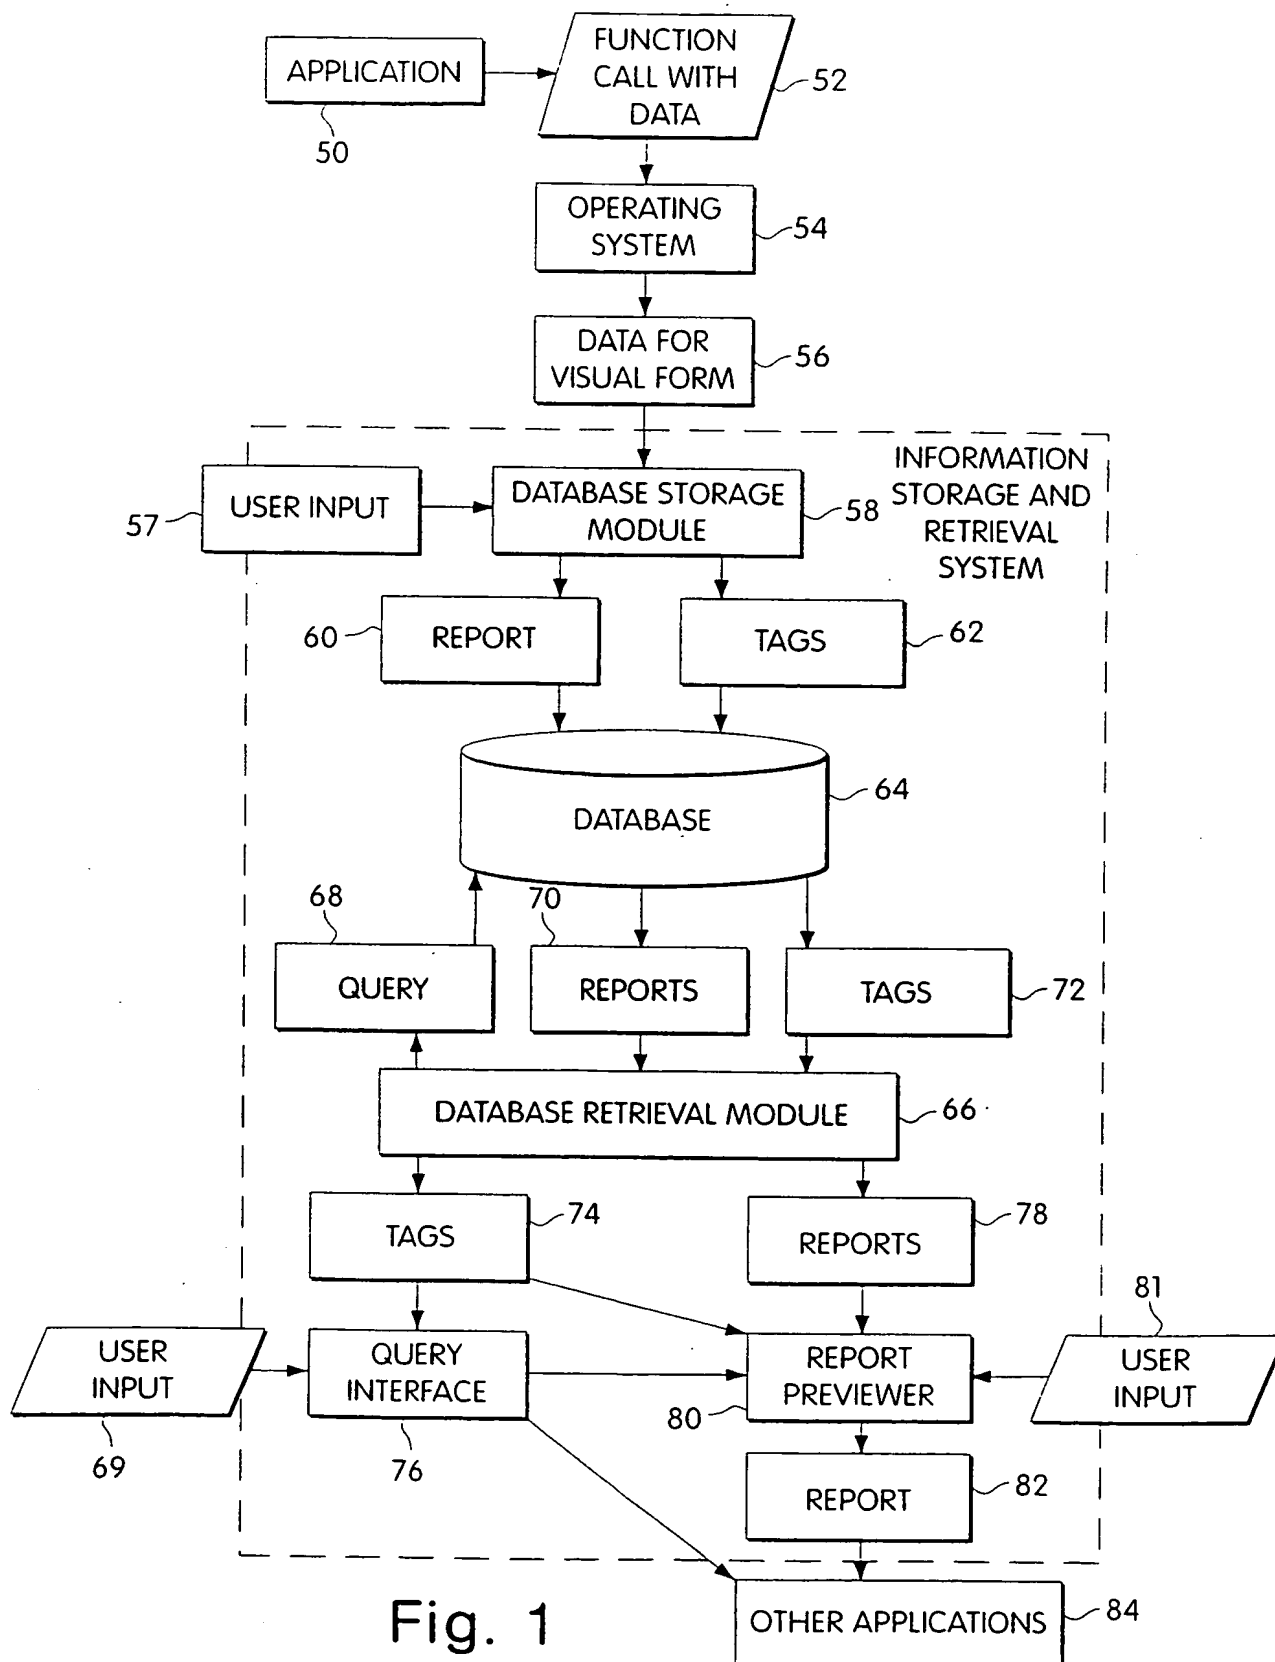 APPLICATION
50
FUNCTION
CALL WITH
DATA
52
OPERATING
SYSTEM
54
DATA FOR
VISUAL FORM
56
INFORMATION
STORAGE AND
RETRIEVAL
SYSTEM
USER INPUT
57
DATABASE STORAGE
MODULE
58
REPORT
60
TAGS
62
DATABASE
64
68
QUERY
70
REPORTS
TAGS
72
DATABASE RETRIEVAL MODULE
66
TAGS
74
REPORTS
78
USER
INPUT
69
QUERY
INTERFACE
76
REPORT
PREVIEWER
80
81
USER
INPUT
REPORT
82
OTHER APPLICATIONS
84
Fig. 1